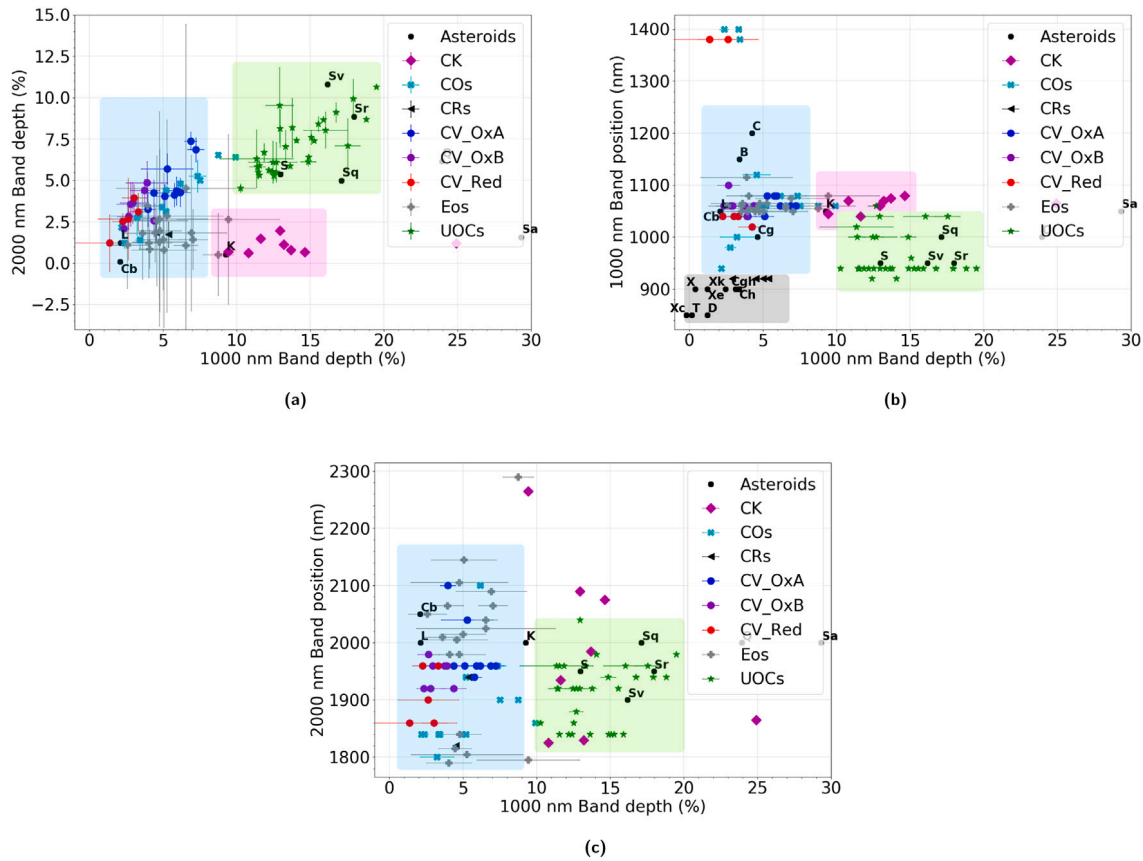 15.0
12.5
10.0
7.5
5.0
2.5
0.0
−2.5
2000 nm Band depth (%)
0 5 10 15 20 25 30
1000 nm Band depth (%)
Sv
Sr
S
Sq
L
Cb
K
Sa
Asteroids
CK
COs
CRs
CV_OxA
CV_OxB
CV_Red
Eos
UOCs
(a)
1400
1300
1200
1100
1000
900
1000 nm Band position (nm)
0 5 10 15 20 25 30
1000 nm Band depth (%)
C
B
L
K
Cb
Cg
Sa
Sq
S
Sv
Sr
X
Xk
Cgh
Xe
Ch
Xc
T
D
Asteroids
CK
COs
CRs
CV_OxA
CV_OxB
CV_Red
Eos
UOCs
(b)
2300
2200
2100
2000
1900
1800
2000 nm Band position (nm)
0 5 10 15 20 25 30
1000 nm Band depth (%)
Cb
L
K
Sq
Sa
S
Sr
Sv
Asteroids
CK
COs
CRs
CV_OxA
CV_OxB
CV_Red
Eos
UOCs
(c)